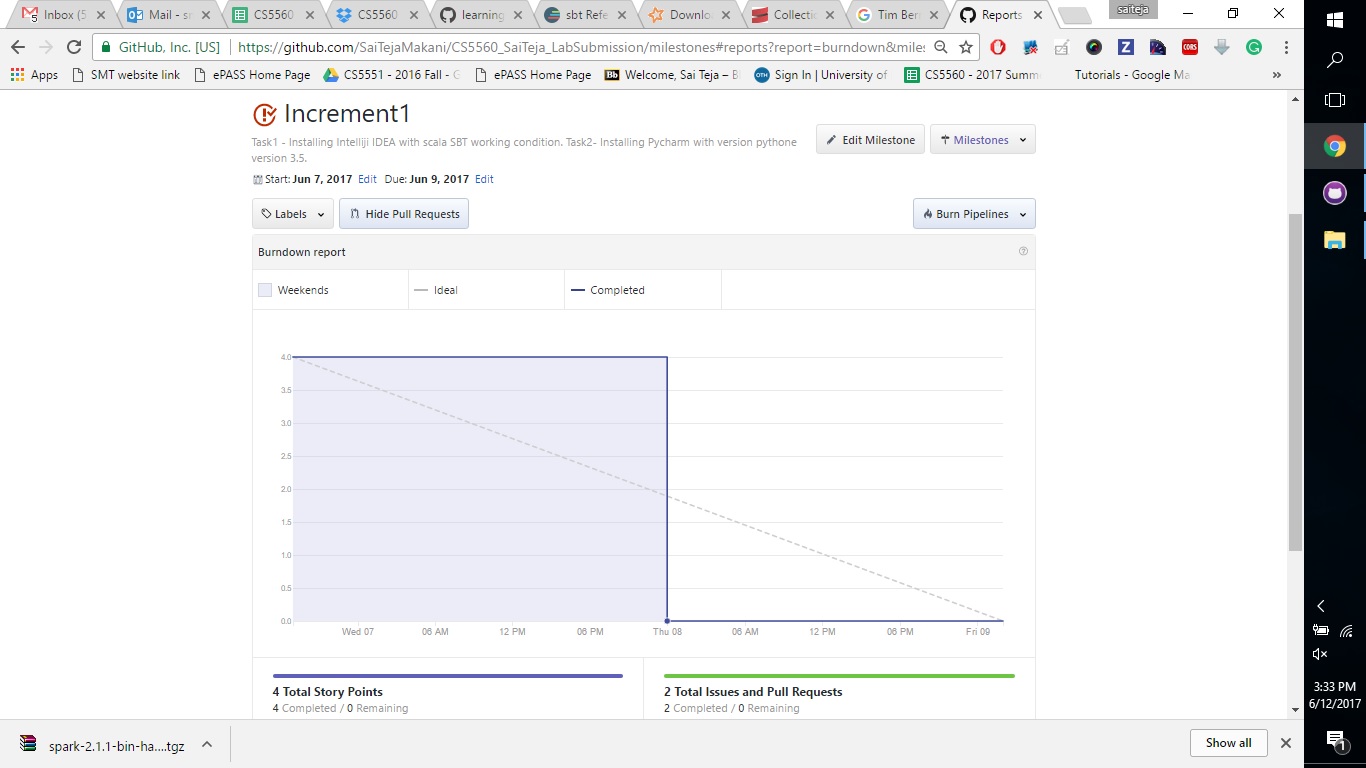 Inbox (5
Mail - sr
CS5560
CS5560
learning
sbt Refe
Downlo
Collectio
Tim Ber
Reports
saiteja
GitHub, Inc. [US]
https://github.com/SaiTejaMamni/CS5560_SaiTeja_LabSubmission/milestones#reports?report=burndown&miles
Apps
SMT website link
ePASS Home Page
CS5551 - 2016 Fall - G
ePASS Home Page
Welcome, Sai Teja – B
Sign In | University of
CS5560 - 2017 Summ
Tutorials - Google Ma
»
Increment1
Task1 - Installing Intelliji IDEA with scala SBT working condition. Task2- Installing Pycharm with version pythone
version 3.5.
Edit Milestone
Milestones
Start: Jun 7, 2017 Edit Due: Jun 9, 2017 Edit
Labels
Hide Pull Requests
Burn Pipelines
Burndown report
Weekends
Ideal
Completed
4.0
3.5
3.0
2.5
2.0
1.5
1.0
0.5
0.0
Wed 07
06 AM
12 PM
06 PM
Thu 08
06 AM
12 PM
06 PM
Fri 09
4 Total Story Points
4 Completed / 0 Remaining
2 Total Issues and Pull Requests
2 Completed / 0 Remaining
spark-2.1.1-bin-ha....tgz
Show all
3:33 PM
6/12/2017
1